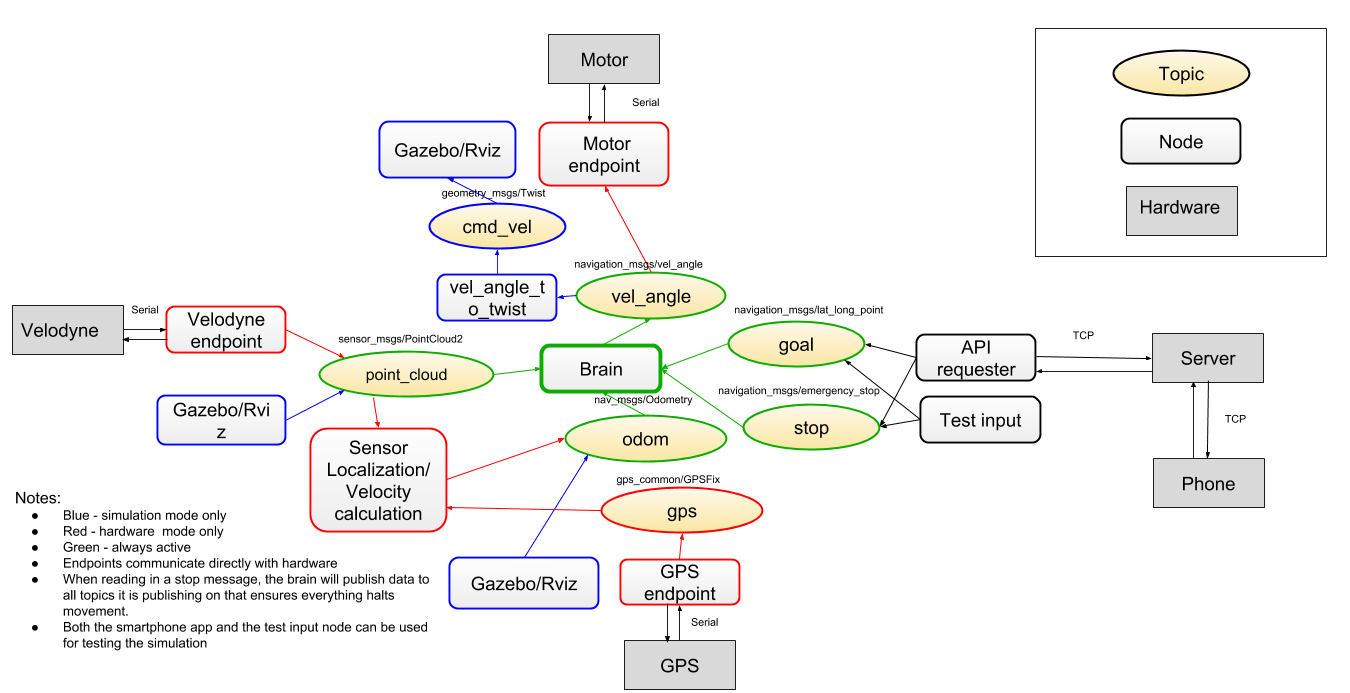 Motor
Serial
Topic
Gazebo/Rviz
Motor
endpoint
Node
geometry_msgs/Twist
cmd_vel
Hardware
navigation_msgs/vel_angle
vel_angle_t
o_twist
vel_angle
Velodyne
Serial
Velodyne
endpoint
sensor_msgs/PointCloud2
navigation_msgs/lat_long_point
goal
API
requester
TCP
Server
point_cloud
Brain
Gazebo/Rvi
z
nav_msgs/Odometry
navigation_msgs/emergency_stop
stop
Test input
TCP
odom
Sensor
Localization/
Velocity
calculation
gps_common/GPSFix
gps
Phone
Notes:
● Blue - simulation mode only
● Red - hardware mode only
● Green - always active
● Endpoints communicate directly with hardware
● When reading in a stop message, the brain will publish data to
all topics it is publishing on that ensures everything halts
movement.
● Both the smartphone app and the test input node can be used
for testing the simulation
Gazebo/Rviz
GPS
endpoint
Serial
GPS